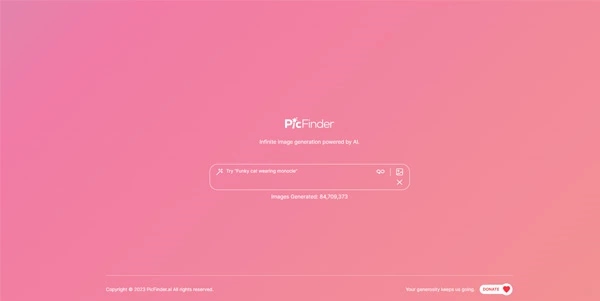 PicFinder
Infinite image generation powered by AI.
Try "Funky cat wearing monocle"
Images Generated: 84,709,373
Copyright © 2023 PicFinder.ai All rights reserved.
Your generosity keeps us going. DONATE